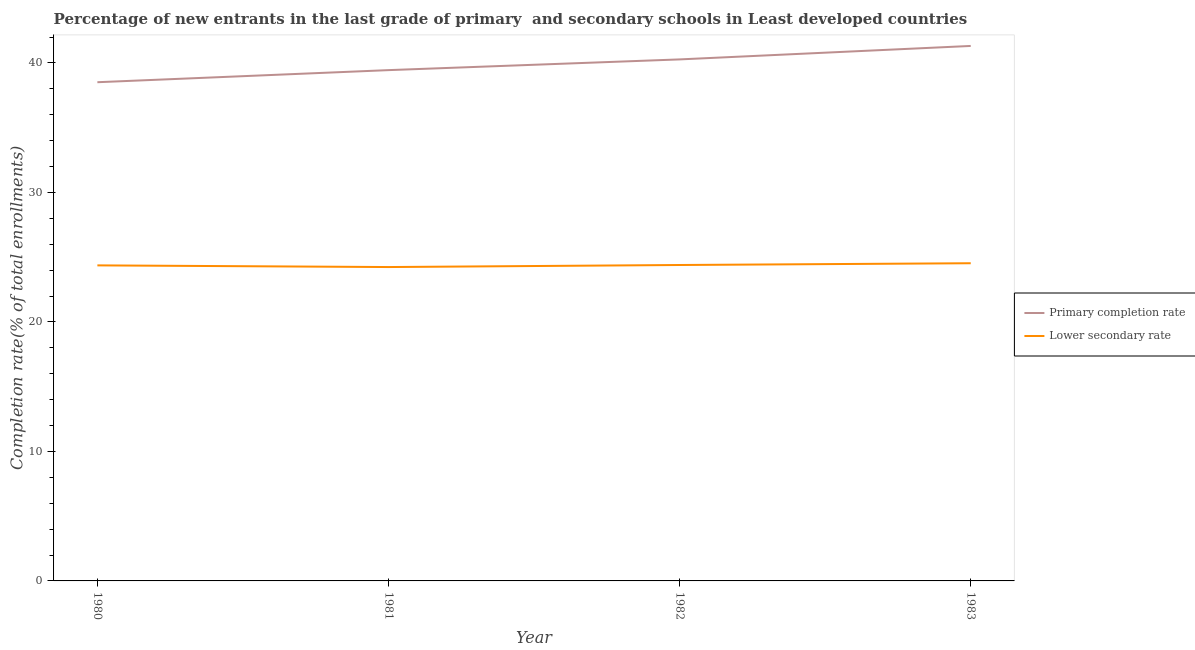 Percentage of new entrants in the last grade of primary  and secondary schools in Least developed countries
Completion rate(% of total enrollments)
40
30
20
10
0
1980
1981
1982
1983
Year
Primary completion rate
Lower secondary rate